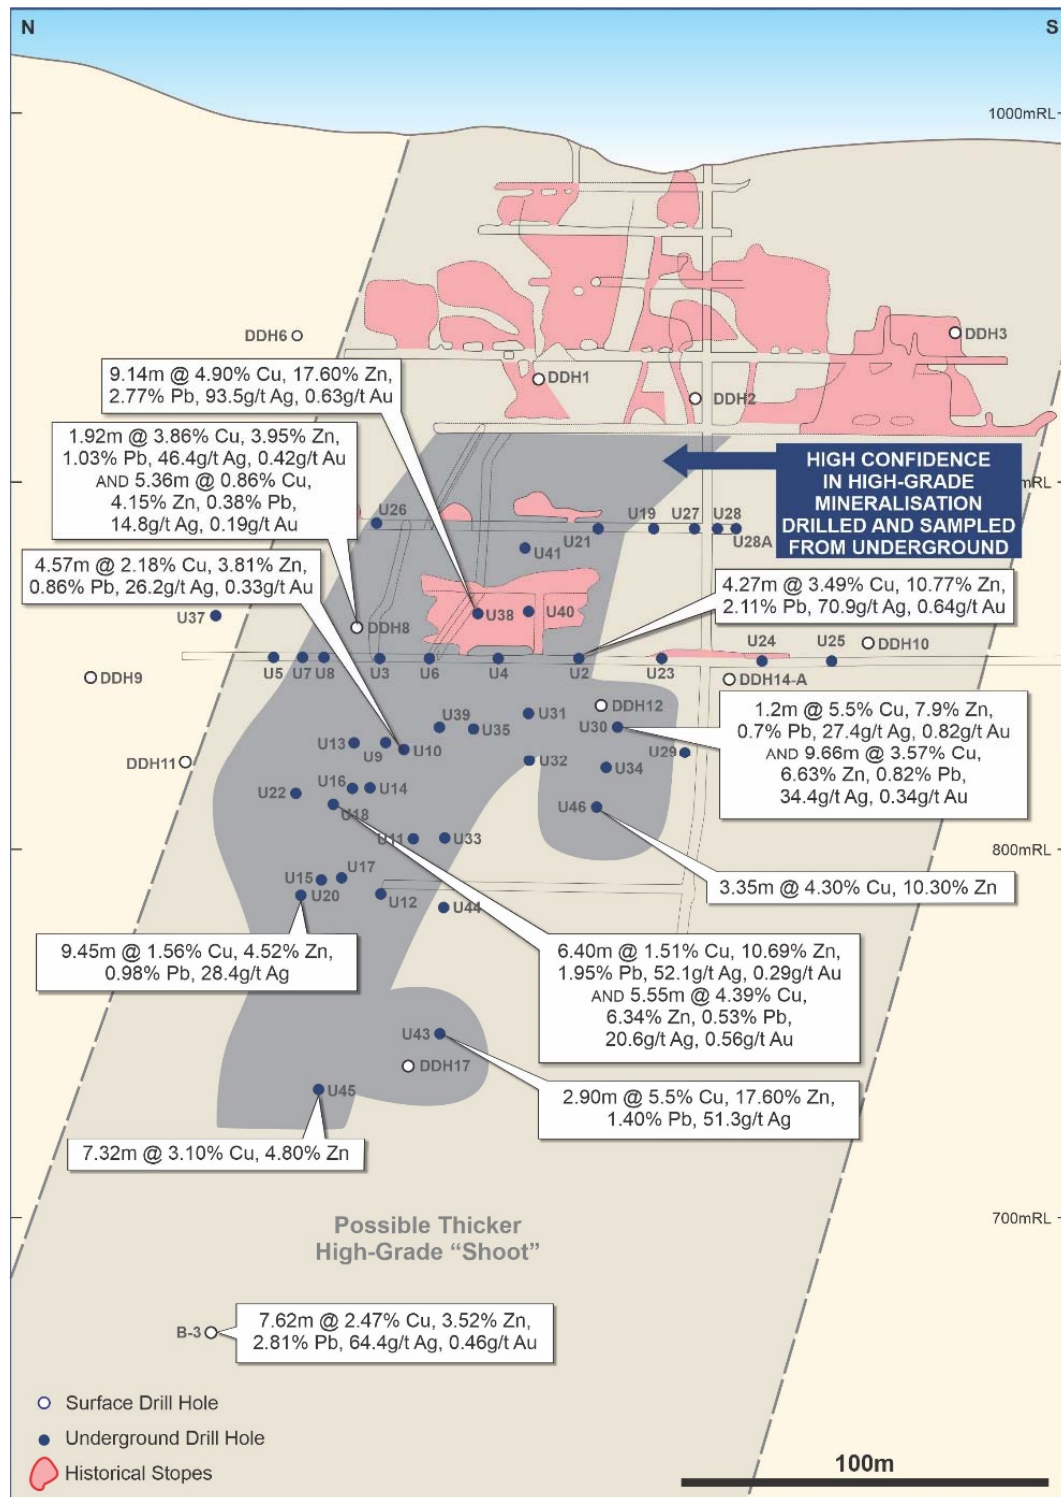 N
S
1000mRL
DDH6
DDH3
DDH1
DDH2
9.14m @ 4.90% Cu, 17.60% Zn,
2.77% Pb, 93.5g/t Ag, 0.63g/t Au
1.92m @ 3.86% Cu, 3.95% Zn,
1.03% Pb, 46.4g/t Ag, 0.42g/t Au
AND 5.36m @ 0.86% Cu,
4.15% Zn, 0.38% Pb,
14.8g/t Ag, 0.19g/t Au
HIGH CONFIDENCE
IN HIGH-GRADE
MINERALISATION
DRILLED AND SAMPLED
FROM UNDERGROUND
mRL
U26
U41
U21
U19
U27
U28
U28A
4.57m @ 2.18% Cu, 3.81% Zn,
0.86% Pb, 26.2g/t Ag, 0.33g/t Au
4.27m @ 3.49% Cu, 10.77% Zn,
2.11% Pb, 70.9g/t Ag, 0.64g/t Au
U37
DDH8
U38
U40
DDH10
U5
U7
U8
U3
U6
U4
U2
U23
U24
U25
DDH9
DDH14-A
DDH12
U39
U35
U31
U30
1.2m @ 5.5% Cu, 7.9% Zn,
0.7% Pb, 27.4g/t Ag, 0.82g/t Au
AND 9.66m @ 3.57% Cu,
6.63% Zn, 0.82% Pb,
34.4g/t Ag, 0.34g/t Au
U13
U9
U10
U29
DDH11
U32
U34
U22
U16
U14
U18
U46
U11
U33
800mRL
U15
U17
U20
U12
U44
3.35m @ 4.30% Cu, 10.30% Zn
9.45m @ 1.56% Cu, 4.52% Zn,
0.98% Pb, 28.4g/t Ag
6.40m @ 1.51% Cu, 10.69% Zn,
1.95% Pb, 52.1g/t Ag, 0.29g/t Au
AND 5.55m @ 4.39% Cu,
6.34% Zn, 0.53% Pb,
20.6g/t Ag, 0.56g/t Au
U43
DDH17
U45
2.90m @ 5.5% Cu, 17.60% Zn,
1.40% Pb, 51.3g/t Ag
7.32m @ 3.10% Cu, 4.80% Zn
700mRL
Possible Thicker
High-Grade “Shoot”
B-3
7.62m @ 2.47% Cu, 3.52% Zn,
2.81% Pb, 64.4g/t Ag, 0.46g/t Au
Surface Drill Hole
Underground Drill Hole
Historical Stopes
100m